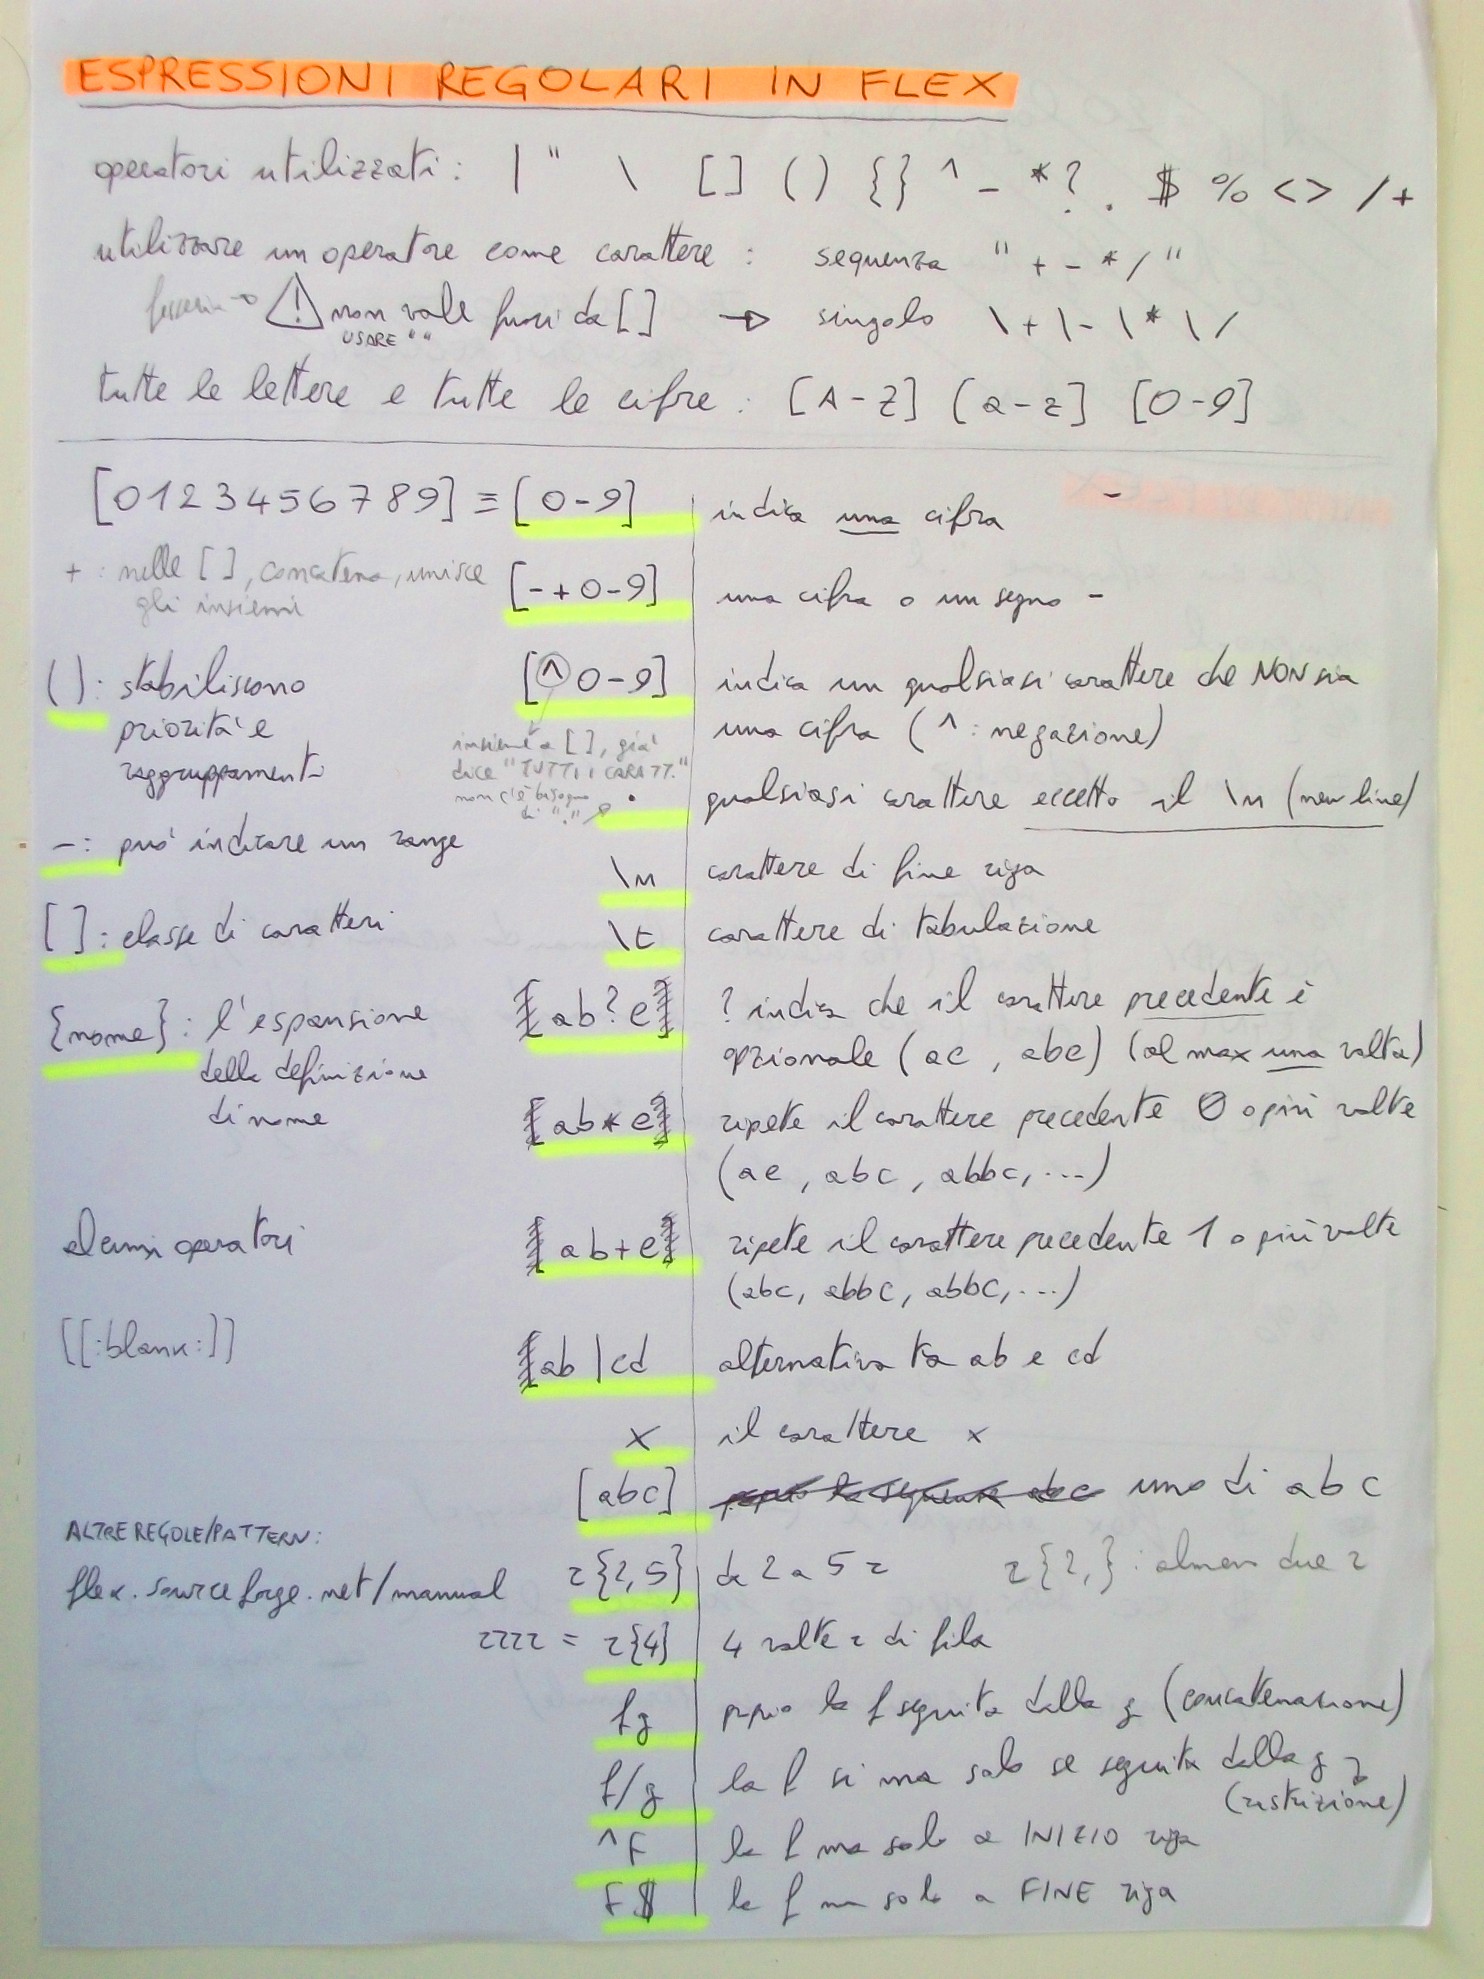 ESPRESSIONI REGOLARI IN FLEX
operatori utilizzati: | " \ [] () {} ^ - * ? . $ % < > / +
utilizzare un operatore come carattere : sequenza " + - * / "
⚠ non vale fuori da [] → singolo \+ \- \* \/
USARE " "
tutte le lettere e tutte le cifre : [A-Z] [a-z] [0-9]
[0123456789] ≡ [0-9] indica una cifra
+ : nelle [], concatena, unisce
gli insiemi
[-+0-9] una cifra o un segno -
(): stabiliscono
priorità e
raggruppamenti
[^0-9] indica un qualsiasi carattere che NON sia
una cifra (^: negazione)
insieme a [], già
dice "TUTTI I CARATT."
non c'è bisogno
di "."
. qualsiasi carattere eccetto il \n (new line)
-: può indicare un range
\n carattere di fine riga
[]: classe di caratteri
\t carattere di tabulazione
{nome}: l'espansione
della definizione
di nome
ab?c ? indica che il carattere precedente è
opzionale (ac, abc) (al max una volta)
ab*c ripete il carattere precedente 0 o più volte
(ac, abc, abbc, ...)
alcuni operatori
ab+c ripete il carattere precedente 1 o più volte
(abc, abbc, abbc, ...)
[[:blank:]]
ab|cd alternativa tra ab e cd
x il carattere x
[abc] uno di abc
ALTRE REGOLE/PATTERN:
flex.sourceforge.net/manual
r{2,5} da 2 a 5 r r{2,}: almeno due r
rrrr = r{4} 4 volte r di fila
fg proprio la f seguita dalla g (concatenazione)
f/g la f si ma solo se seguita dalla g
(restrizione)
^F la f ma solo a INIZIO riga
F$ la f ma solo a FINE riga